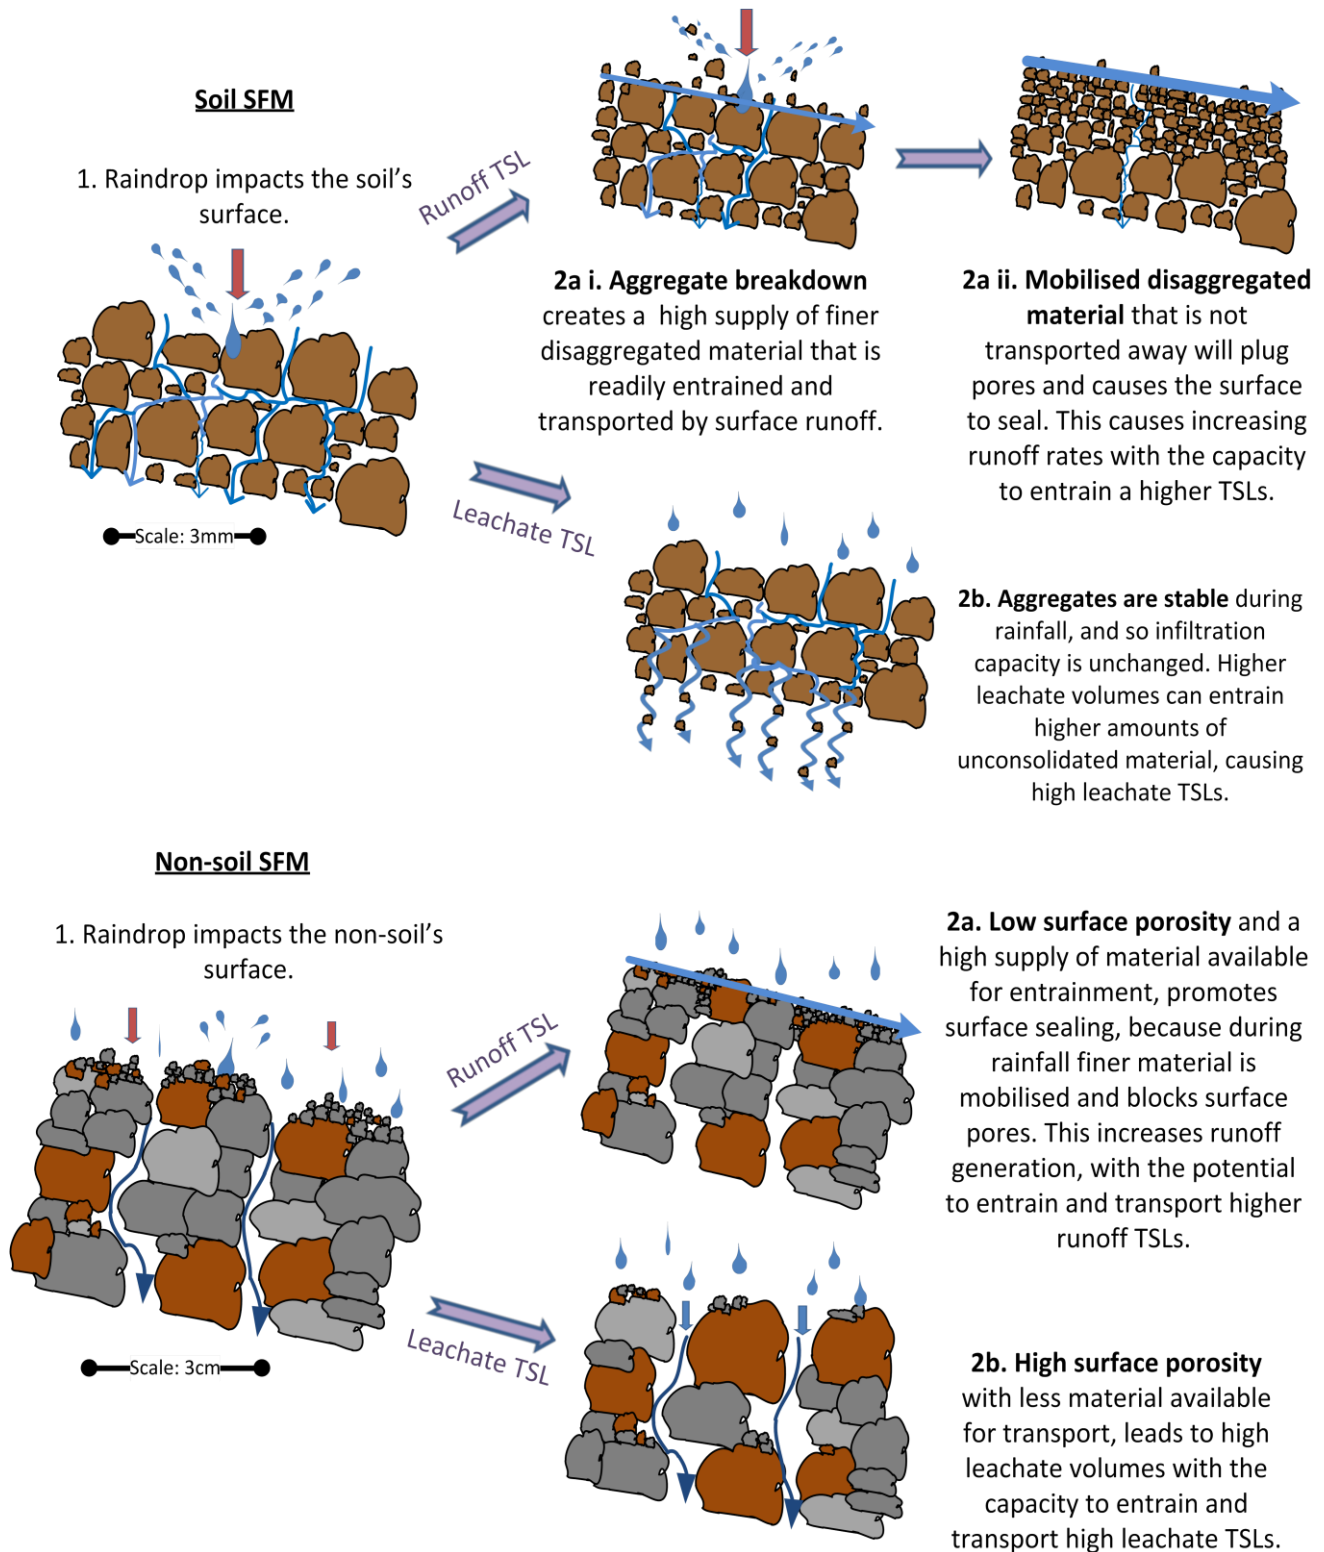 Soil SFM
1. Raindrop impacts the soil's
surface.
Scale: 3mm
Runoff TSL
2a i. Aggregate breakdown
creates a high supply of finer
disaggregated material that is
readily entrained and
transported by surface runoff.
2a ii. Mobilised disaggregated
material that is not
transported away will plug
pores and causes the surface
to seal. This causes increasing
runoff rates with the capacity
to entrain a higher TSLs.
Leachate TSL
2b. Aggregates are stable during
rainfall, and so infiltration
capacity is unchanged. Higher
leachate volumes can entrain
higher amounts of
unconsolidated material, causing
high leachate TSLs.
Non-soil SFM
1. Raindrop impacts the non-soil's
surface.
Scale: 3cm
Runoff TSL
2a. Low surface porosity and a
high supply of material available
for entrainment, promotes
surface sealing, because during
rainfall finer material is
mobilised and blocks surface
pores. This increases runoff
generation, with the potential
to entrain and transport higher
runoff TSLs.
Leachate TSL
2b. High surface porosity
with less material available
for transport, leads to high
leachate volumes with the
capacity to entrain and
transport high leachate TSLs.